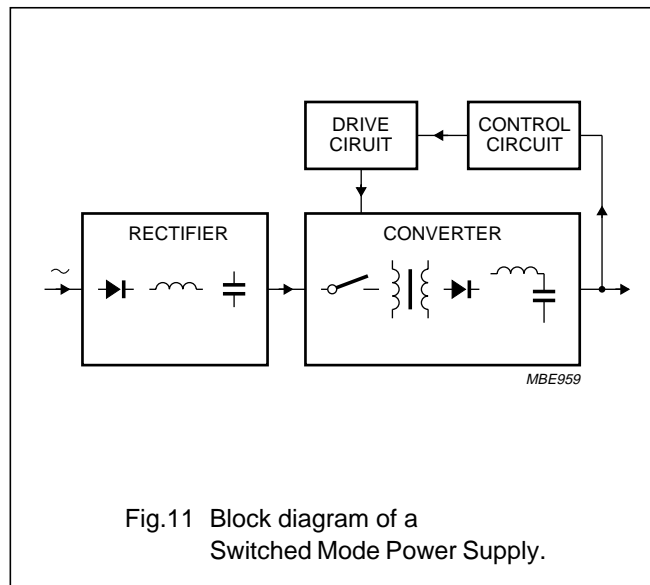 DRIVE
CIRUIT
CONTROL
CIRCUIT
RECTIFIER
CONVERTER
~
MBE959
Fig.11 Block diagram of a
Switched Mode Power Supply.